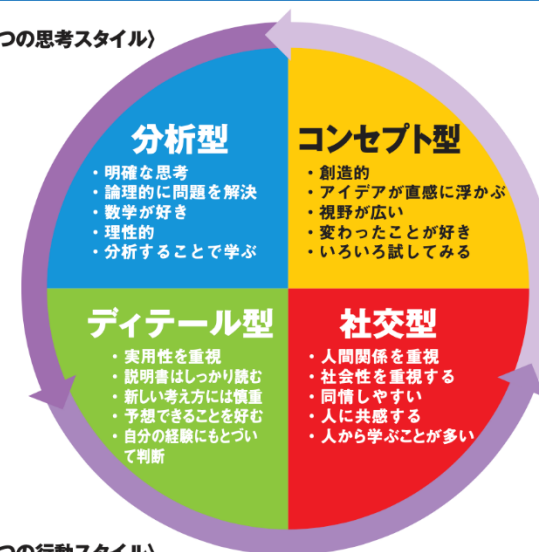 つの思考スタイル〉
分析型
・明確な思考
・論理的に問題を解決
・数学が好き
・理性的
・分析することで学ぶ
コンセプト型
・創造的
・アイデアが直感に浮かぶ
・視野が広い
・変わったことが好き
・いろいろ試してみる
ディテール型
・実用性を重視
・説明書はしっかり読む
・新しい考え方には慎重
・予想できることを好む
・自分の経験にもとづい
て判断
社交型
・人間関係を重視
・社会性を重視する
・同情しやすい
・人に共感する
・人から学ぶことが多い
つの行動スタイル〉